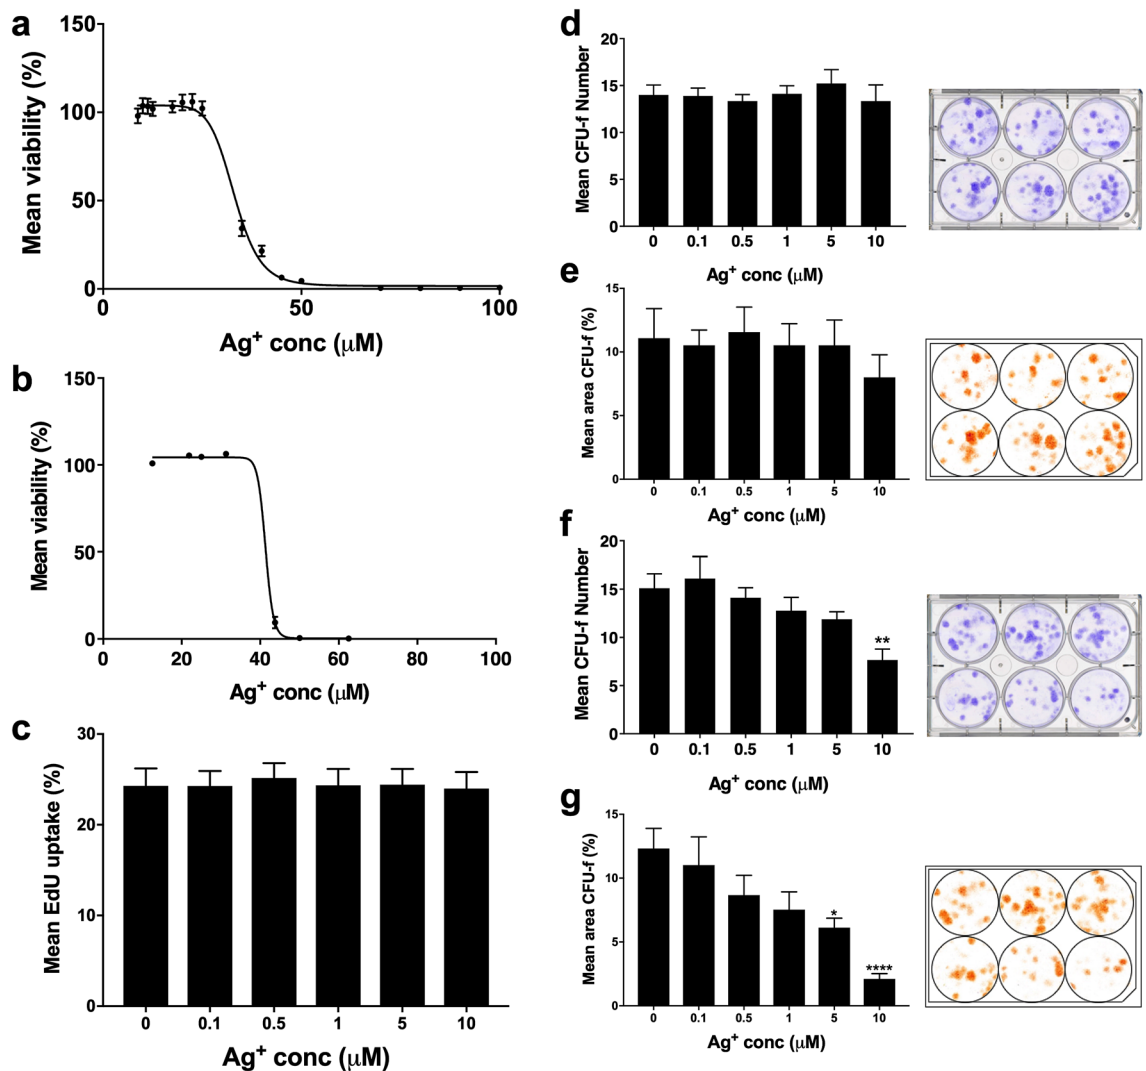 a
150
100
50
0
Mean viability (%)
0 50 100
Ag⁺ conc (μM)
b
150
100
50
0
Mean viability (%)
0 20 40 60 80 100
Ag⁺ conc (μM)
c
30
20
10
0
Mean EdU uptake (%)
0 0.1 0.5 1 5 10
Ag⁺ conc (μM)
d
20
15
10
5
0
Mean CFU-f Number
0 0.1 0.5 1 5 10
Ag⁺ conc (μM)
e
15
10
5
0
Mean area CFU-f (%)
0 0.1 0.5 1 5 10
Ag⁺ conc (μM)
f
20
15
10
5
0
Mean CFU-f Number
**
0 0.1 0.5 1 5 10
Ag⁺ conc (μM)
g
15
10
5
0
Mean area CFU-f (%)
*
****
0 0.1 0.5 1 5 10
Ag⁺ conc (μM)